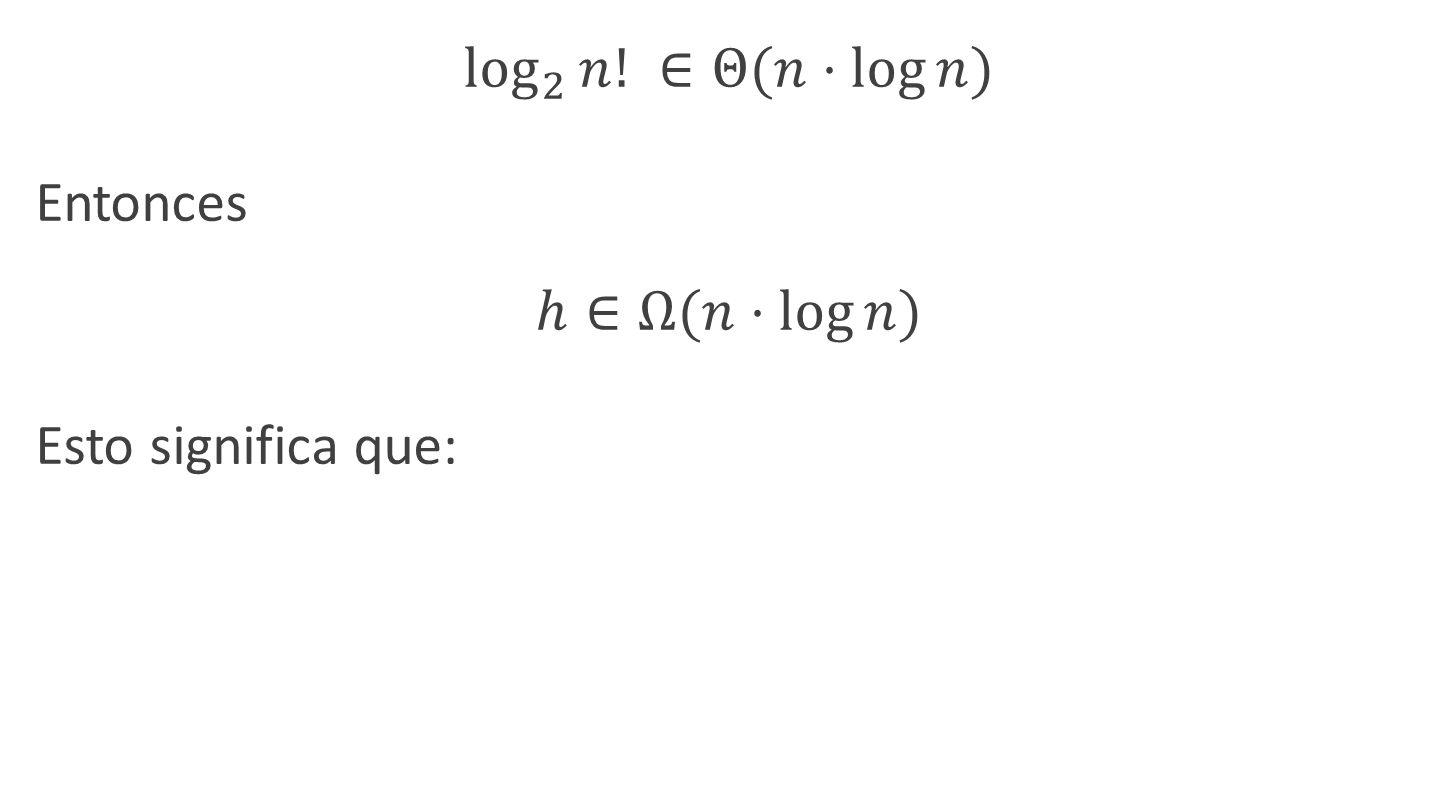 log₂ n! ∈ Θ(n · log n)
Entonces
h ∈ Ω(n · log n)
Esto significa que: